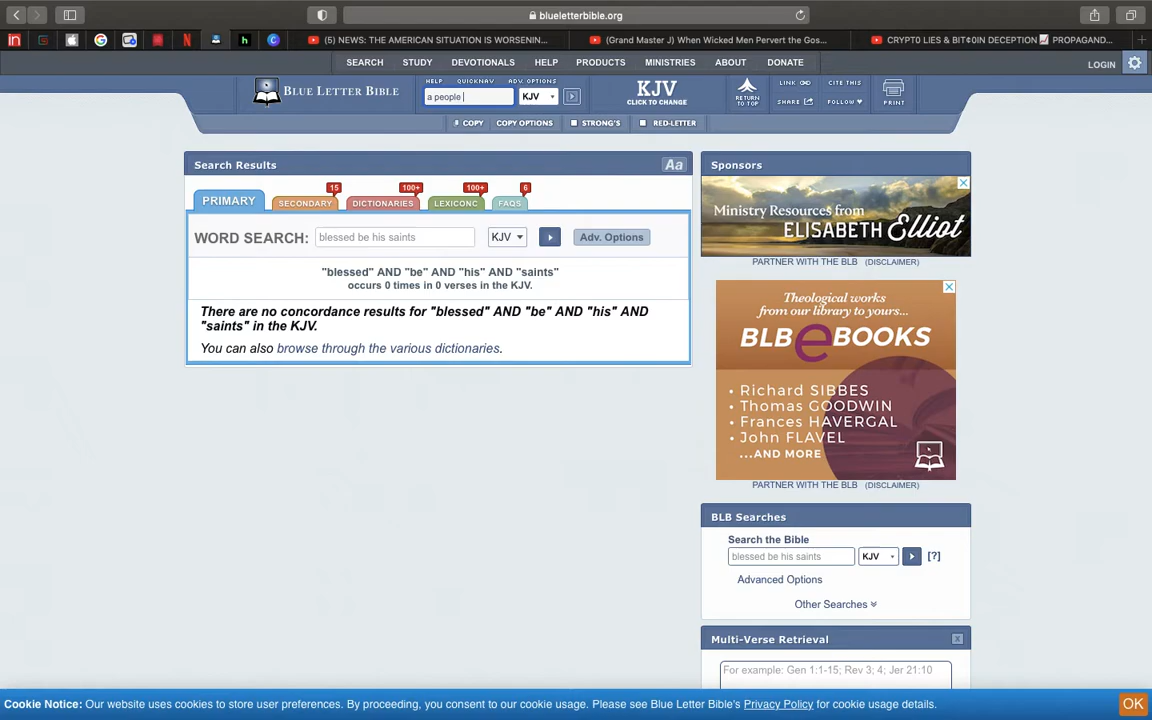 blueletterbible.org
(5) NEWS: THE AMERICAN SITUATION IS WORSENIN...
(Grand Master J) When Wicked Men Pervert the Gos...
CRYPT0 LIES & BIT¢0IN DECEPTION 📈 PROPAGAND...
SEARCH STUDY DEVOTIONALS HELP PRODUCTS MINISTRIES ABOUT DONATE LOGIN
HELP QUICKNAV ADV. OPTIONS
BLUE LETTER BIBLE
a people
KJV
KJV
CLICK TO CHANGE
RETURN TO TOP
LINK
CITE THIS
SHARE
FOLLOW
PRINT
COPY COPY OPTIONS STRONG'S RED-LETTER
Search Results Aa
15 100+ 100+ 6
PRIMARY SECONDARY DICTIONARIES LEXICONC FAQS
WORD SEARCH: blessed be his saints KJV Adv. Options
"blessed" AND "be" AND "his" AND "saints"
occurs 0 times in 0 verses in the KJV.
There are no concordance results for "blessed" AND "be" AND "his" AND
"saints" in the KJV.
You can also browse through the various dictionaries.
Sponsors
Ministry Resources from
ELISABETH Elliot
PARTNER WITH THE BLB (DISCLAIMER)
Theological works
from our library to yours...
BLB eBOOKS
• Richard SIBBES
• Thomas GOODWIN
• Frances HAVERGAL
• John FLAVEL
...AND MORE
PARTNER WITH THE BLB (DISCLAIMER)
BLB Searches
Search the Bible
blessed be his saints KJV [?]
Advanced Options
Other Searches
Multi-Verse Retrieval x
For example: Gen 1:1-15; Rev 3; 4; Jer 21:10
Cookie Notice: Our website uses cookies to store user preferences. By proceeding, you consent to our cookie usage. Please see Blue Letter Bible's Privacy Policy for cookie usage details. OK